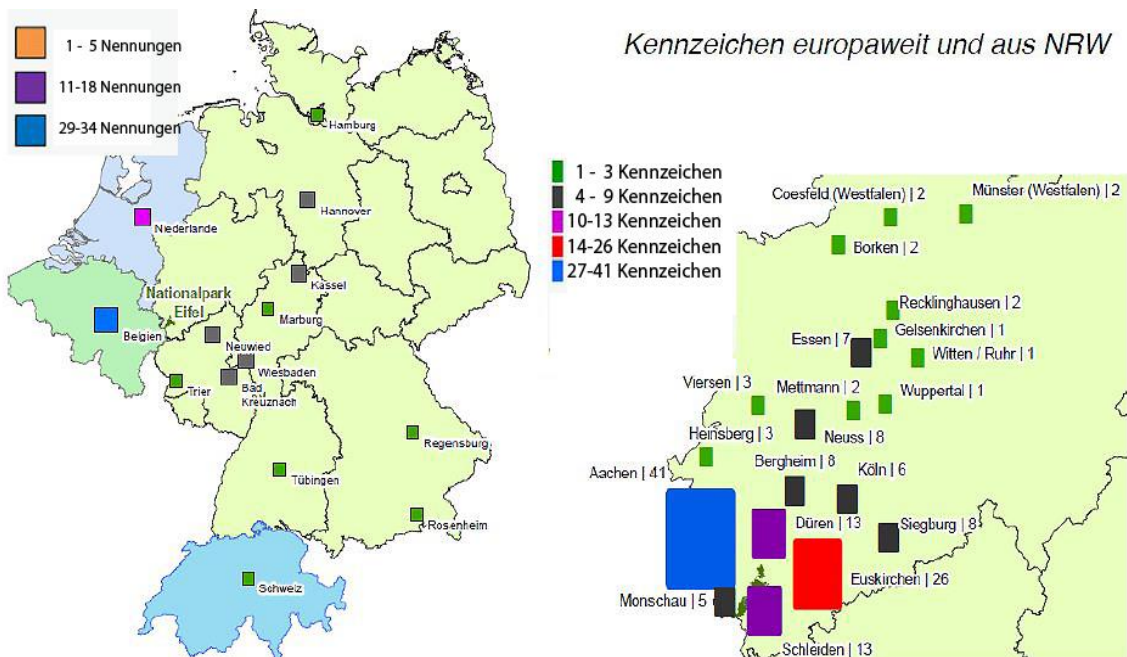 1 - 5 Nennungen
11-18 Nennungen
29-34 Nennungen
Kennzeichen europaweit und aus NRW
Hamburg
Hannover
Niederlande
Kassel
Nationalpark
Eifel
Marburg
Belgien
Neuwied
Wiesbaden
Trier
Bad
Kreuznach
Regensburg
Tübingen
Rosenheim
Schweiz
1 - 3 Kennzeichen
4 - 9 Kennzeichen
10-13 Kennzeichen
14-26 Kennzeichen
27-41 Kennzeichen
Coesfeld (Westfalen) | 2
Münster (Westfalen) | 2
Borken | 2
Recklinghausen | 2
Gelsenkirchen | 1
Essen | 7
Witten / Ruhr | 1
Viersen | 3
Mettmann | 2
Wuppertal | 1
Heinsberg | 3
Neuss | 8
Bergheim | 8
Köln | 6
Aachen | 41
Düren | 13
Siegburg | 8
Euskirchen | 26
Monschau | 5
Schleiden | 13